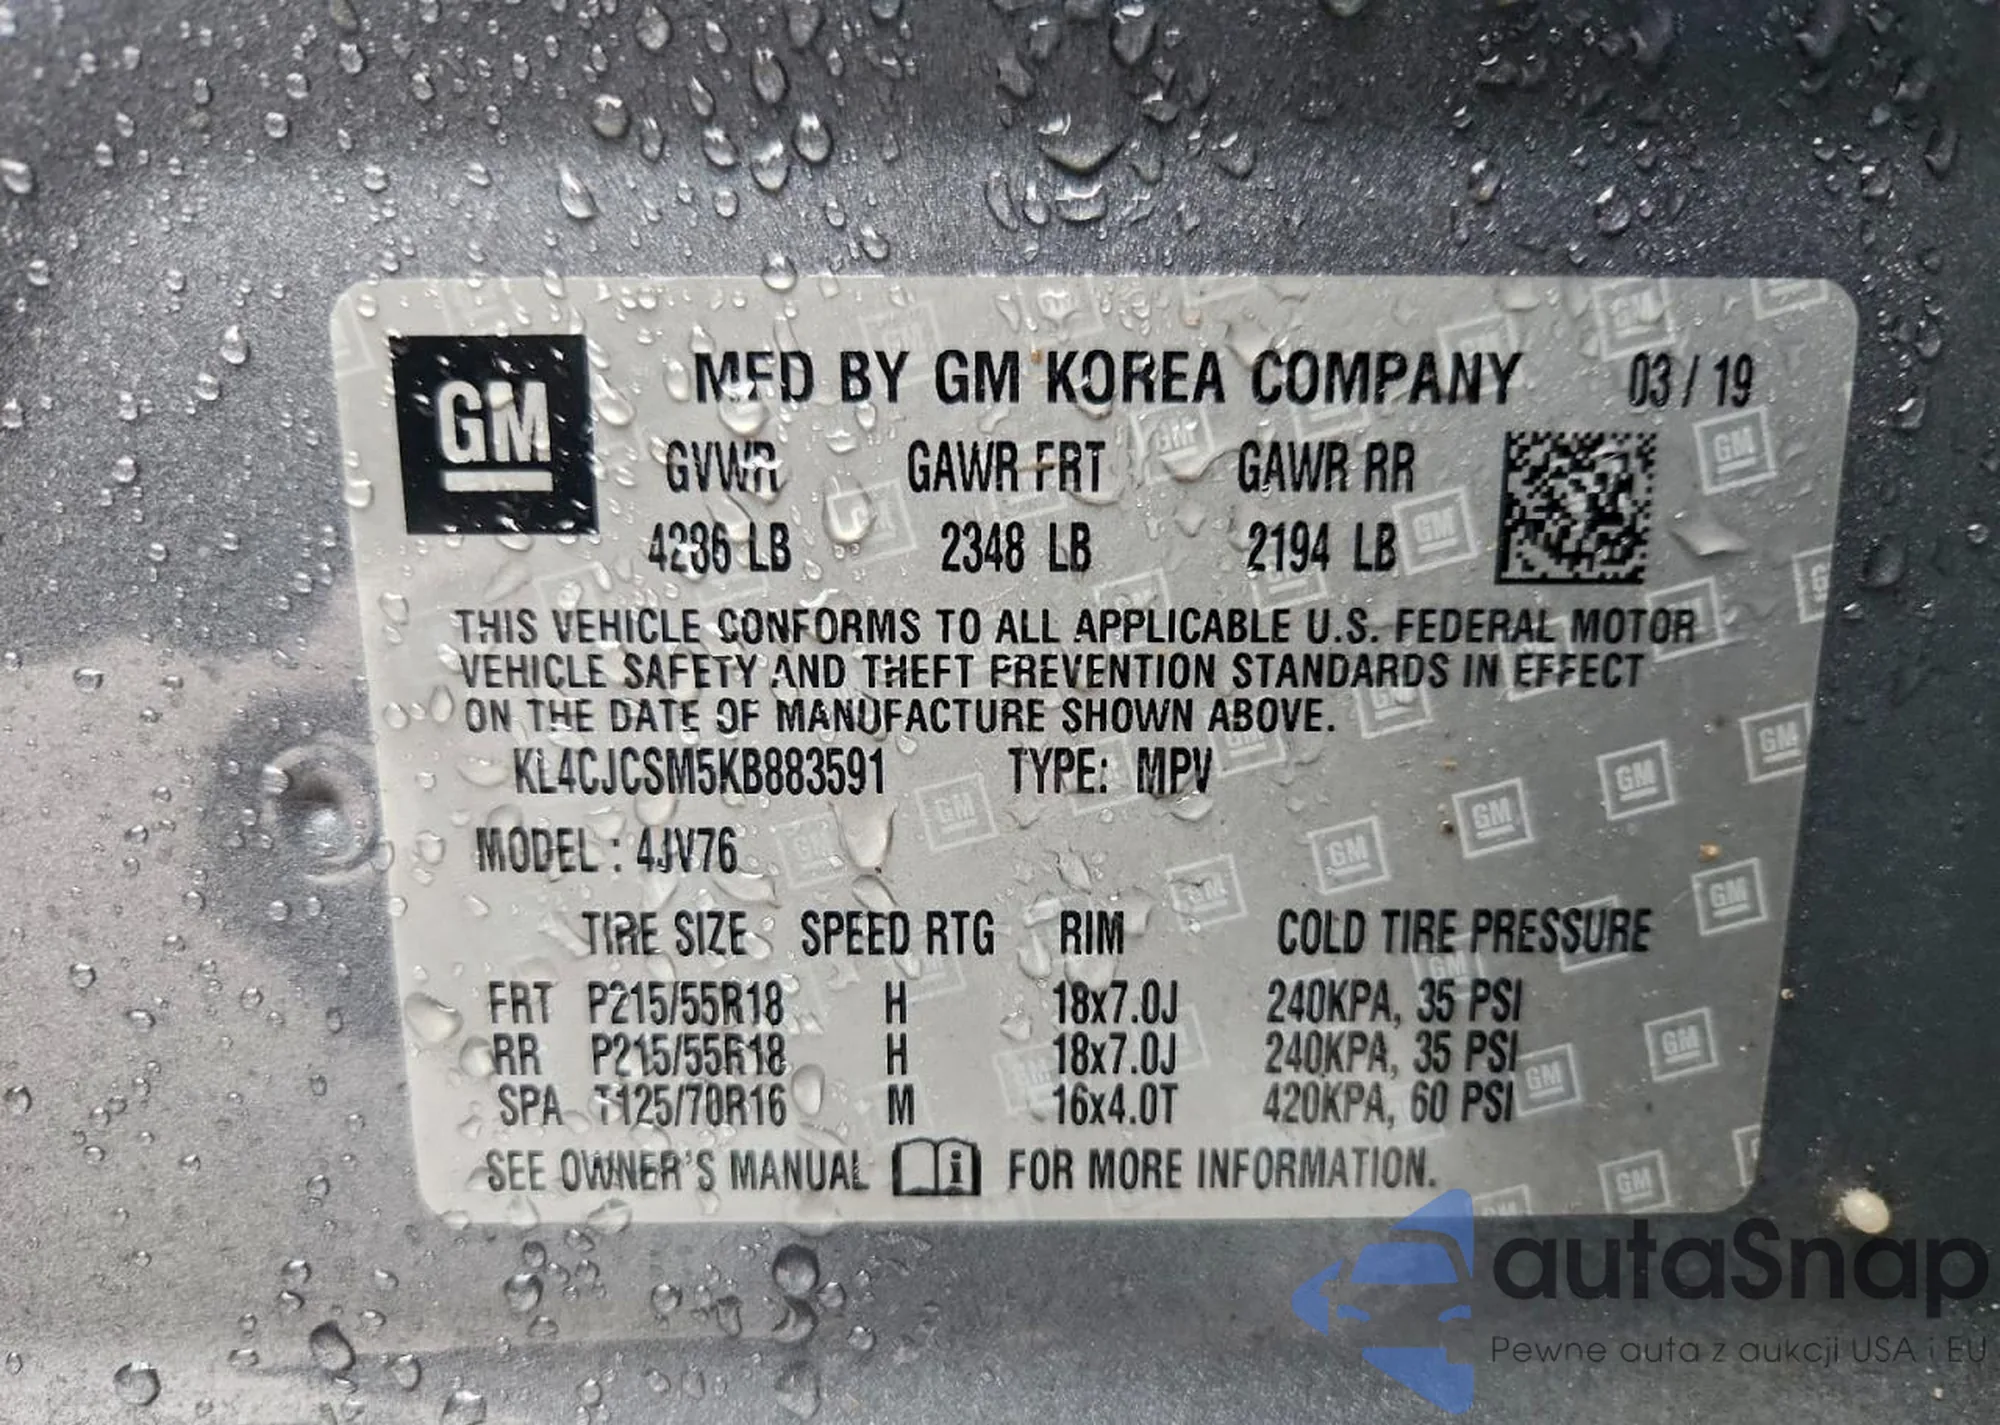 GM
MFD BY GM KOREA COMPANY 03 / 19
GVWR GAWR FRT GAWR RR
4286 LB 2348 LB 2194 LB
THIS VEHICLE CONFORMS TO ALL APPLICABLE U.S. FEDERAL MOTOR
VEHICLE SAFETY AND THEFT PREVENTION STANDARDS IN EFFECT
ON THE DATE OF MANUFACTURE SHOWN ABOVE.
KL4CJCSM5KB883591 TYPE: MPV
MODEL : 4JV76
TIRE SIZE SPEED RTG RIM COLD TIRE PRESSURE
FRT P215/55R18 H 18x7.0J 240KPA, 35 PSI
RR P215/55R18 H 18x7.0J 240KPA, 35 PSI
SPA T125/70R16 M 16x4.0T 420KPA, 60 PSI
SEE OWNER'S MANUAL i FOR MORE INFORMATION.
autaSnap
Pewne auta z aukcji USA i EU